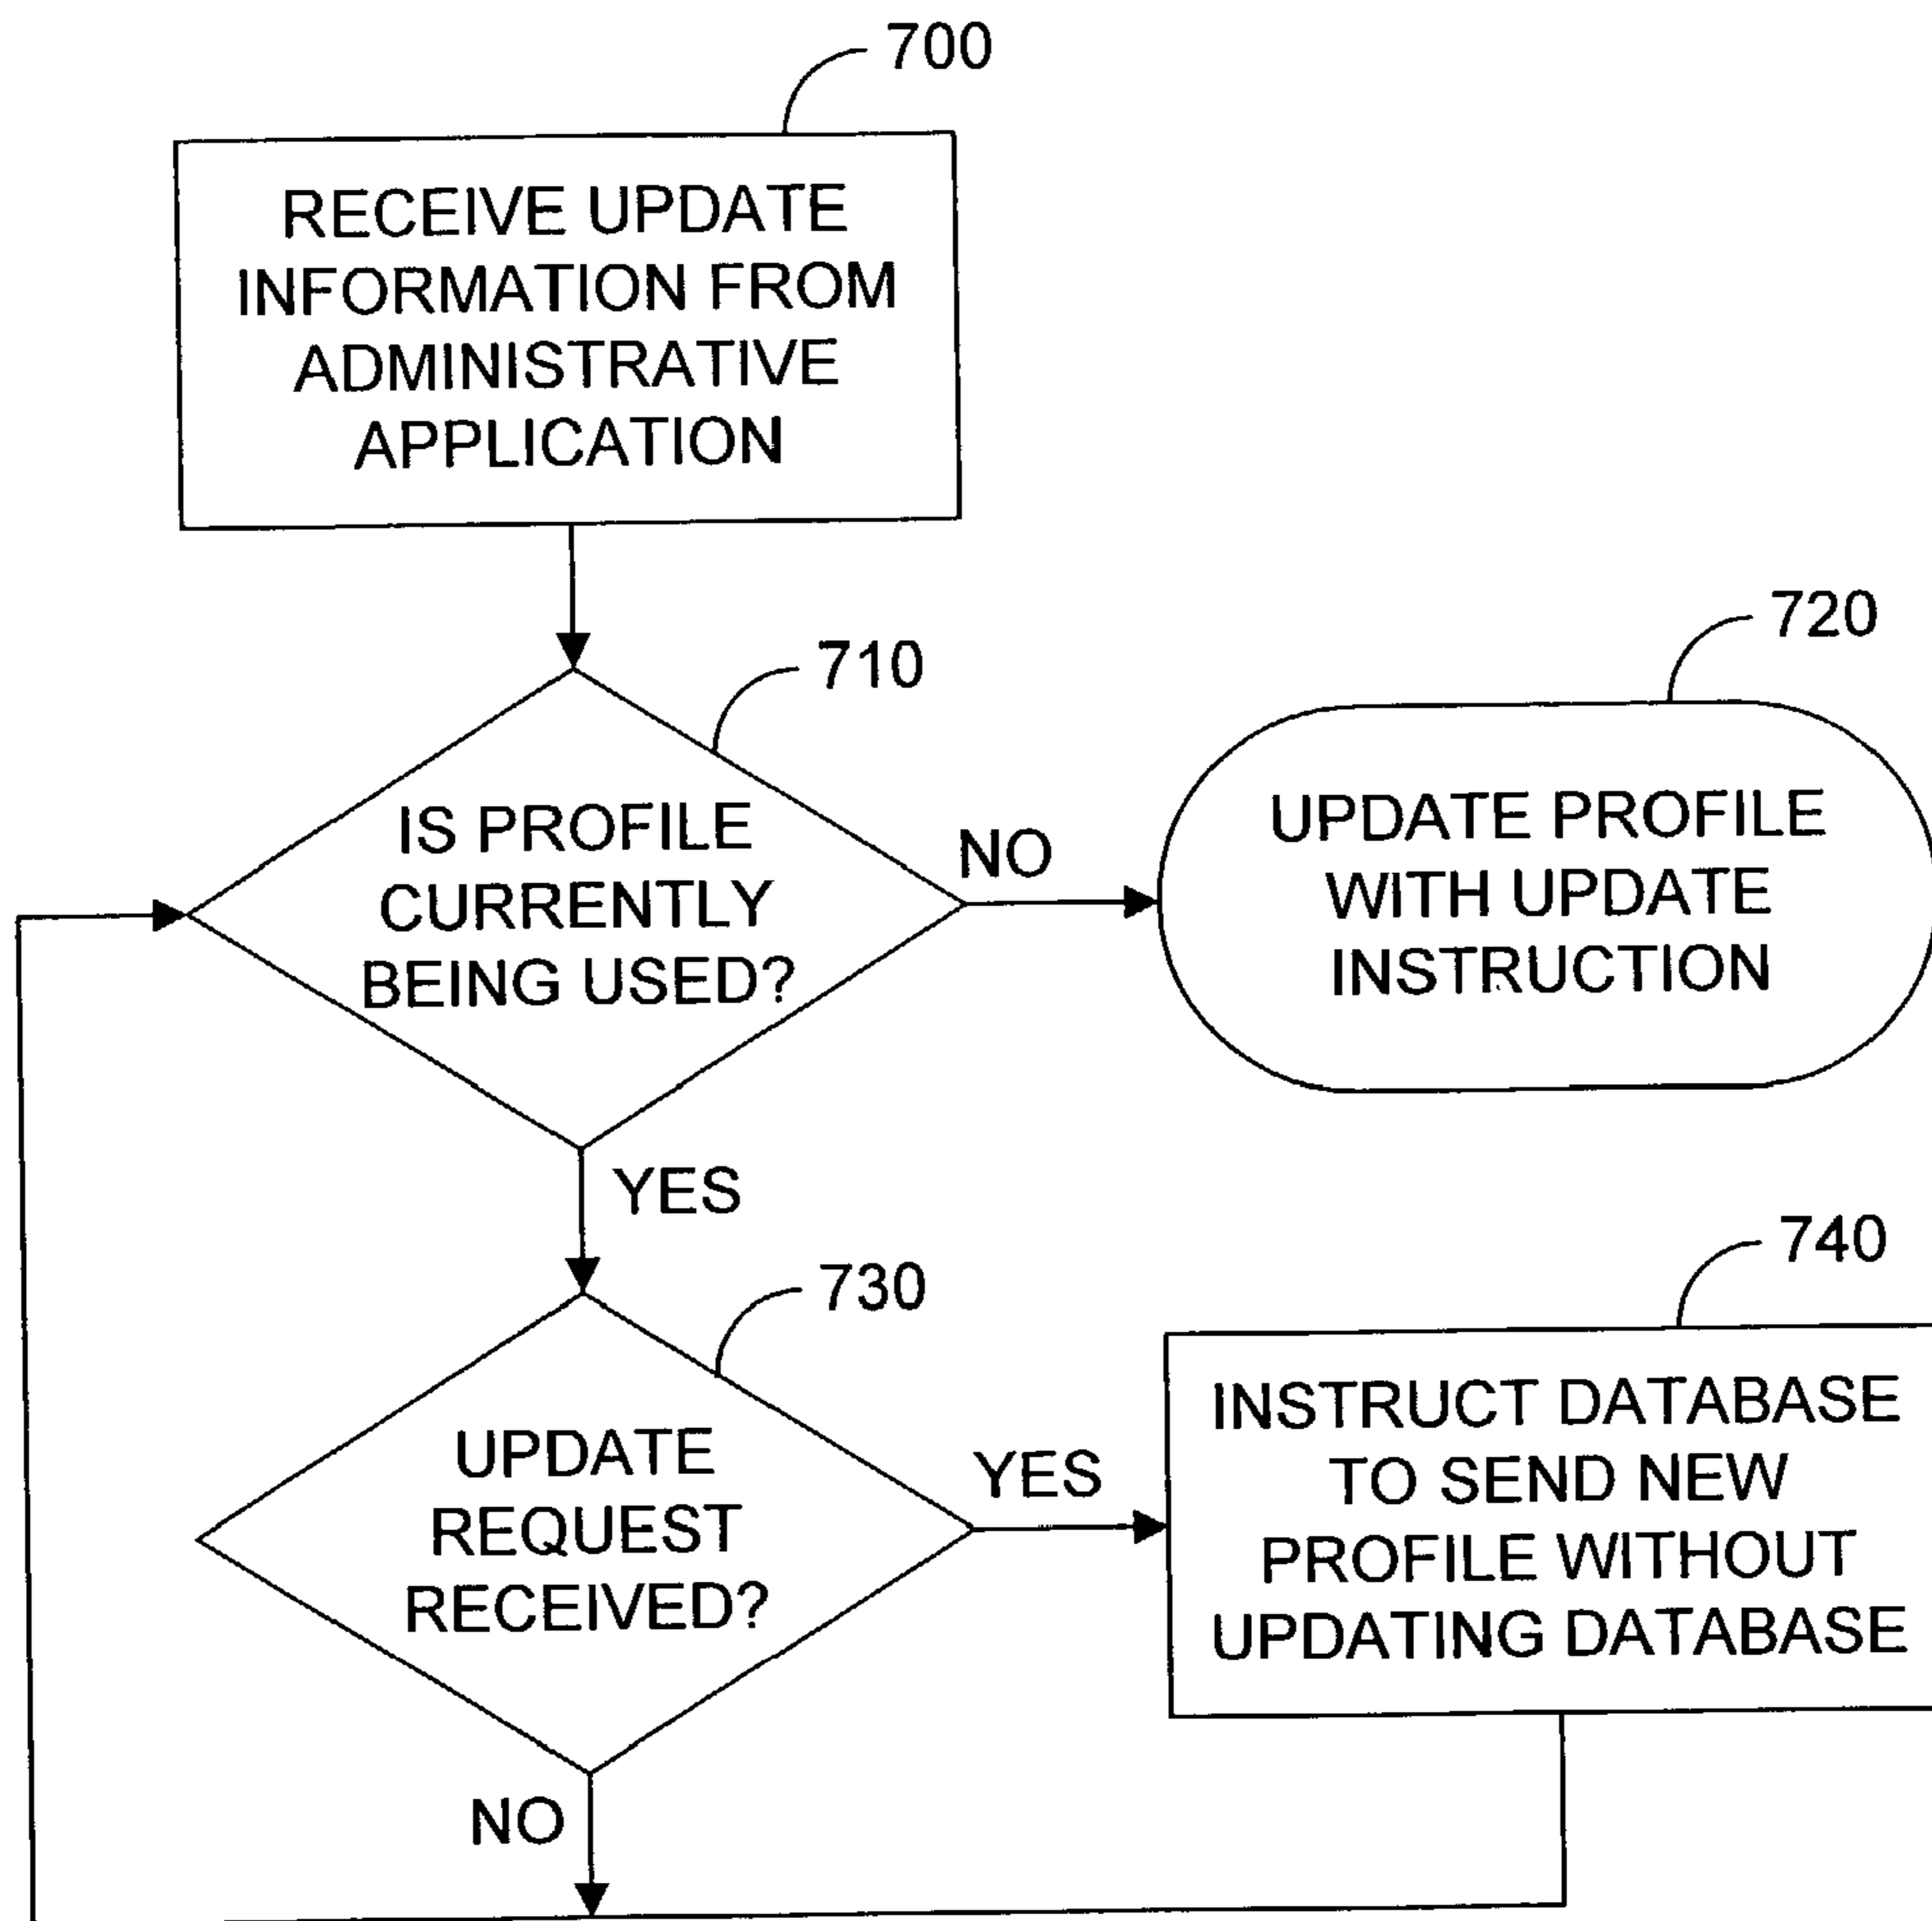 700
RECEIVE UPDATE
INFORMATION FROM
ADMINISTRATIVE
APPLICATION
710
IS PROFILE
CURRENTLY
BEING USED?
NO
720
UPDATE PROFILE
WITH UPDATE
INSTRUCTION
YES
730
UPDATE
REQUEST
RECEIVED?
YES
740
INSTRUCT DATABASE
TO SEND NEW
PROFILE WITHOUT
UPDATING DATABASE
NO